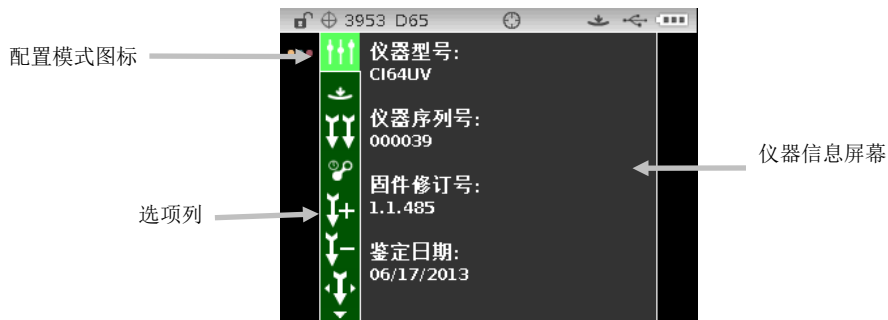 3953 D65
配置模式图标
仪器型号:
CI64UV
仪器序列号:
000039
仪器信息屏幕
固件修订号:
选项列
1.1.485
鉴定日期:
06/17/2013